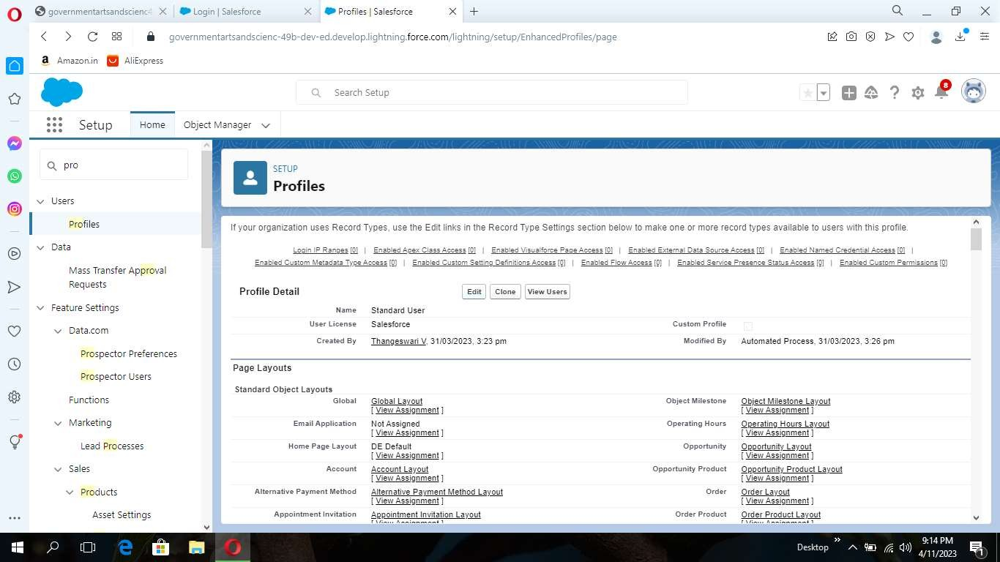 governmentartsandscienc4
Login | Salesforce
Profiles | Salesforce
governmentartsandscienc-49b-dev-ed.develop.lightning.force.com/lightning/setup/EnhancedProfiles/page
Amazon.in
AliExpress
Search Setup
8
Setup
Home
Object Manager
pro
Users
Profiles
Data
Mass Transfer Approval
Requests
Feature Settings
Data.com
Prospector Preferences
Prospector Users
Functions
Marketing
Lead Processes
Sales
Products
Asset Settings
SETUP
Profiles
If your organization uses Record Types, use the Edit links in the Record Type Settings section below to make one or more record types available to users with this profile.
Login IP Ranges [0] | Enabled Apex Class Access [0] | Enabled Visualforce Page Access [0] | Enabled External Data Source Access [0] | Enabled Named Credential Access [0] |
Enabled Custom Metadata Type Access [0] | Enabled Custom Setting Definitions Access [0] | Enabled Flow Access [0] | Enabled Service Presence Status Access [0] | Enabled Custom Permissions [0]
Profile Detail
Edit
Clone
View Users
Name Standard User
User License Salesforce Custom Profile
Created By Thangeswari V, 31/03/2023, 3:23 pm Modified By Automated Process, 31/03/2023, 3:26 pm
Page Layouts
Standard Object Layouts
Global Global Layout Object Milestone Object Milestone Layout
[ View Assignment ] [ View Assignment ]
Email Application Not Assigned Operating Hours Operating Hours Layout
[ View Assignment ] [ View Assignment ]
Home Page Layout DE Default Opportunity Opportunity Layout
[ View Assignment ] [ View Assignment ]
Account Account Layout Opportunity Product Opportunity Product Layout
[ View Assignment ] [ View Assignment ]
Alternative Payment Method Alternative Payment Method Layout Order Order Layout
[ View Assignment ] [ View Assignment ]
Appointment Invitation Appointment Invitation Layout Order Product Order Product Layout
[ View Assignment ] [ View Assignment ]
Desktop
9:14 PM
4/11/2023
1